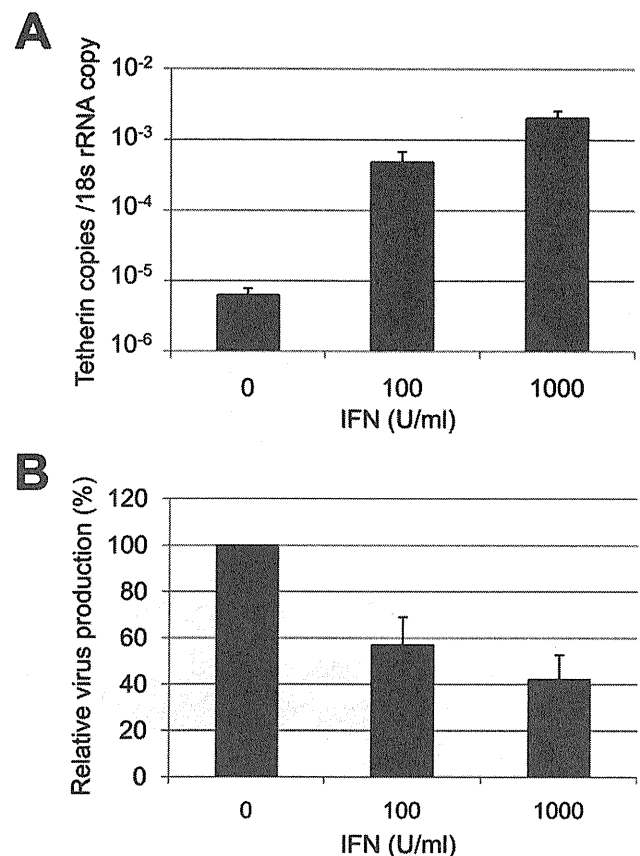 A
Tetherin copies /18s rRNA copy
10⁻²
10⁻³
10⁻⁴
10⁻⁵
10⁻⁶
0 100 1000
IFN (U/ml)
B
Relative virus production (%)
120
100
80
60
40
20
0
0 100 1000
IFN (U/ml)